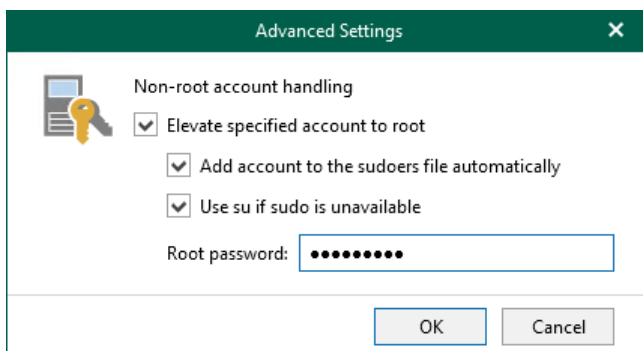 Advanced Settings
Non-root account handling
Elevate specified account to root
Add account to the sudoers file automatically
Use su if sudo is unavailable
Root password: •••••••••
OK Cancel